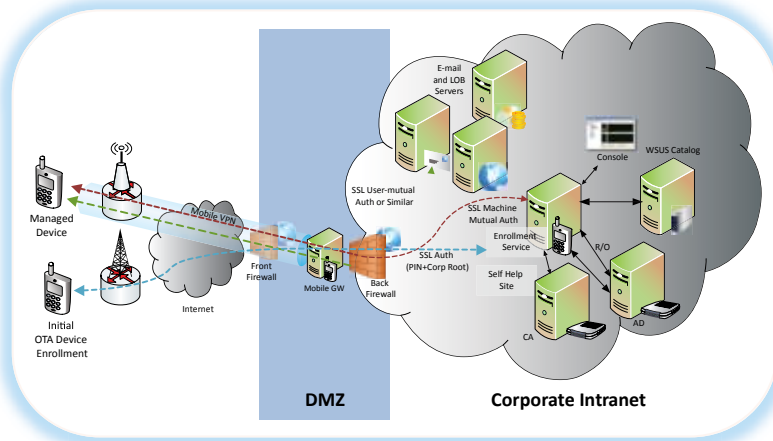 E-mail
and LOB
Servers
Console
WSUS Catalog
SSL User-mutual
Auth or Similar
SSL Machine
Mutual Auth
Managed
Device
Mobile VPN
Enrollment
Service
R/O
SSL Auth
(PIN+Corp Root)
Front
Firewall
Mobile GW
Back
Firewall
Self Help
Site
Internet
Initial
OTA Device
Enrollment
CA
AD
DMZ
Corporate Intranet